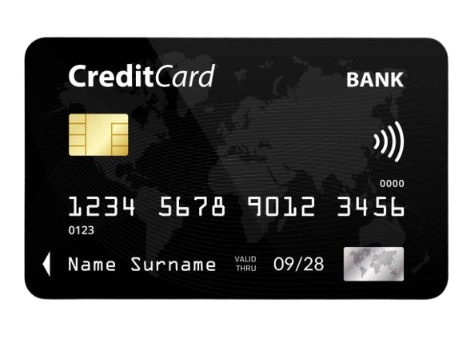 CreditCard BANK
0000
1234 5678 9012 3456
0123
Name Surname VALID THRU 09/28